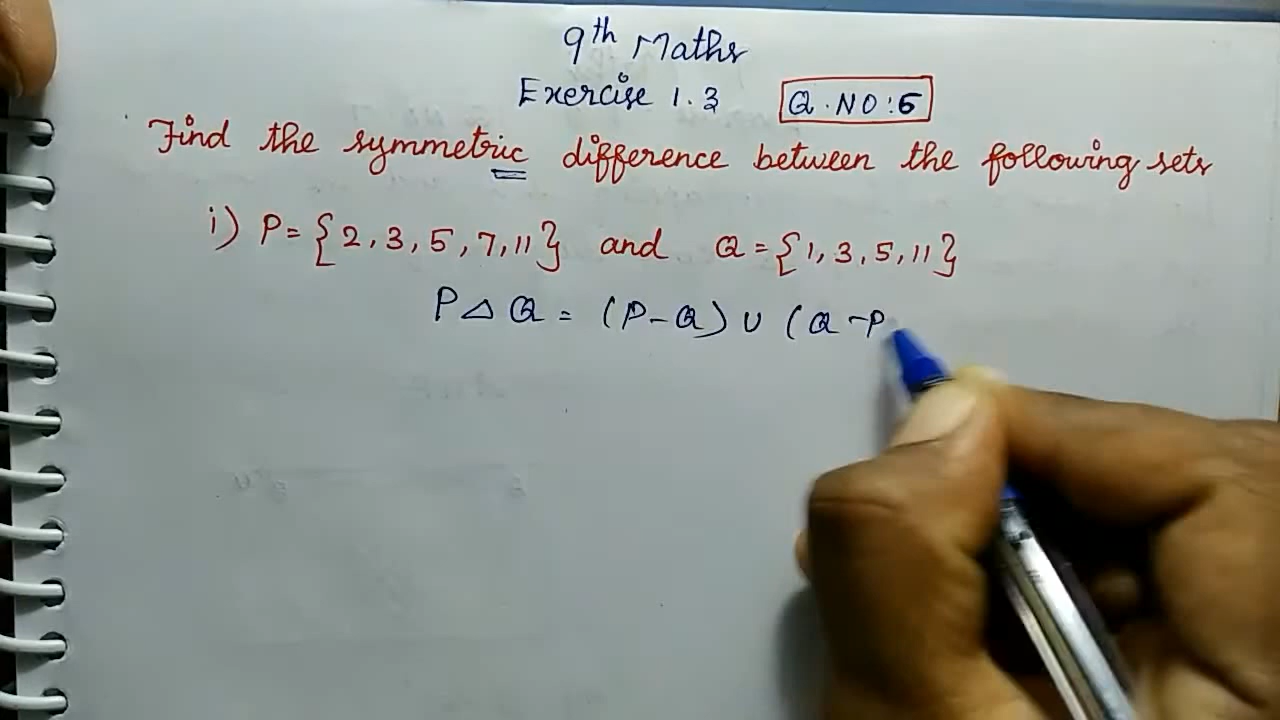 9th Maths
Exercise 1.3 Q.NO:6
Find the symmetric difference between the following sets
i) P = {2, 3, 5, 7, 11} and Q = {1, 3, 5, 11}
P △ Q = (P - Q) ∪ (Q - P